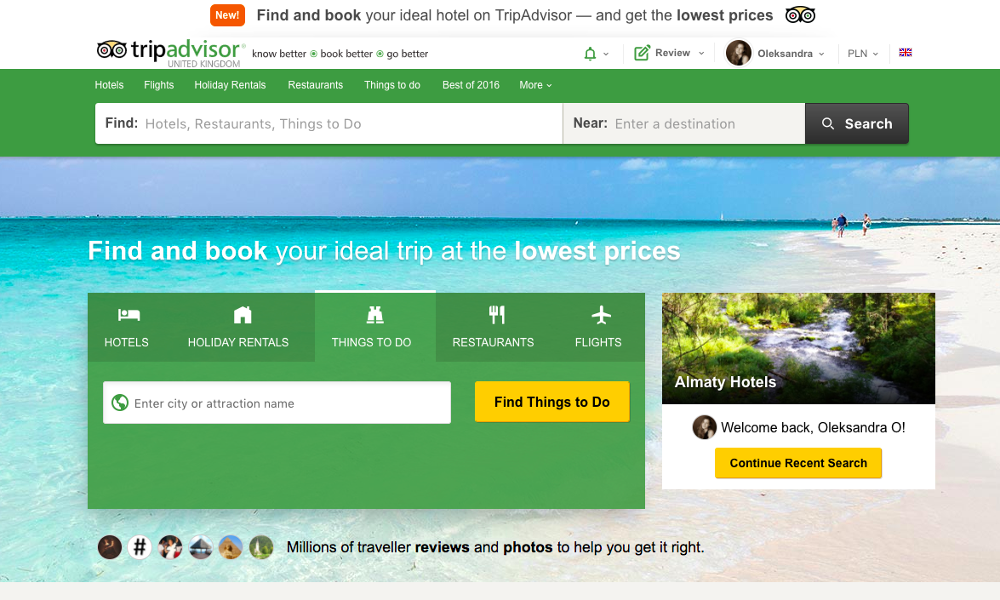 New! Find and book your ideal hotel on TripAdvisor — and get the lowest prices
tripadvisor®
UNITED KINGDOM
know better book better go better
Review
Oleksandra
PLN
Hotels Flights Holiday Rentals Restaurants Things to do Best of 2016 More
Find: Hotels, Restaurants, Things to Do Near: Enter a destination Search
Find and book your ideal trip at the lowest prices
HOTELS HOLIDAY RENTALS THINGS TO DO RESTAURANTS FLIGHTS
Enter city or attraction name Find Things to Do
Almaty Hotels
Welcome back, Oleksandra O!
Continue Recent Search
# Millions of traveller reviews and photos to help you get it right.